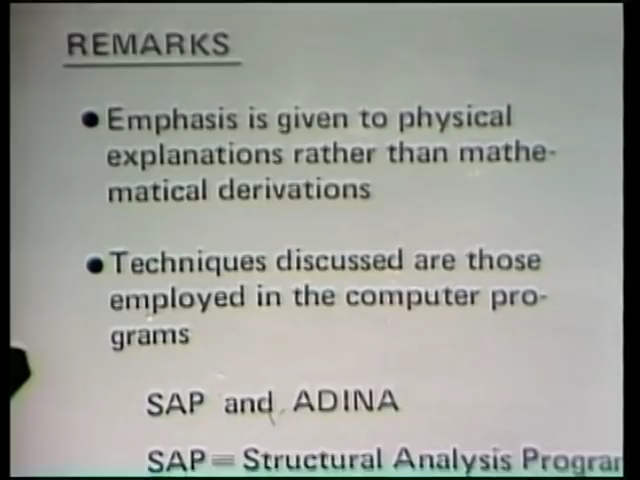 REMARKS
● Emphasis is given to physical
explanations rather than mathe-
matical derivations
● Techniques discussed are those
employed in the computer pro-
grams
SAP and ADINA
SAP ≡ Structural Analysis Progra